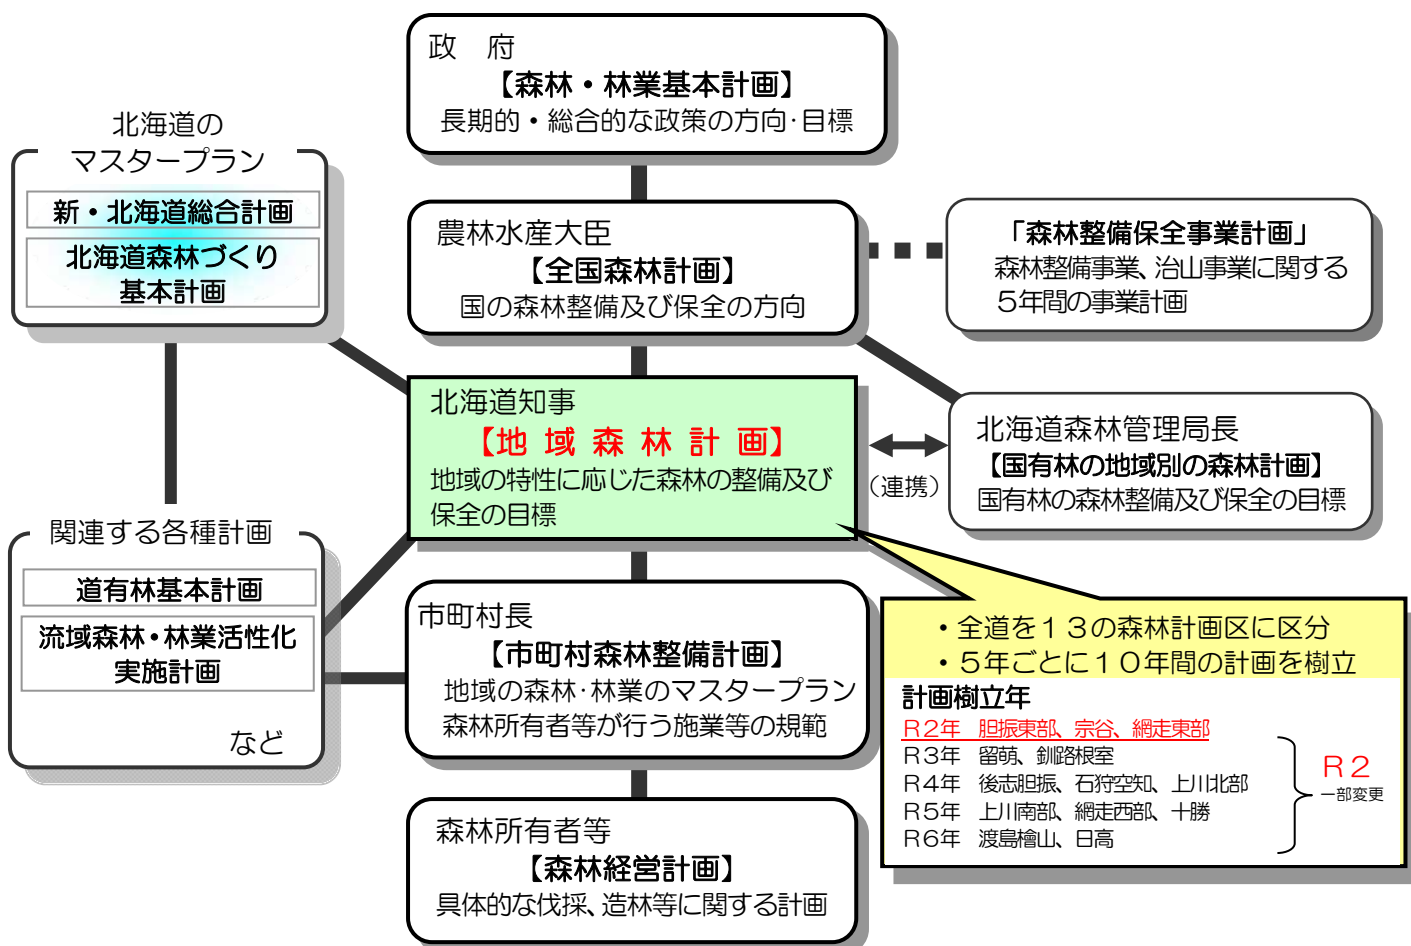 政　府
【森林・林業基本計画】
長期的・総合的な政策の方向・目標
北海道の
マスタープラン
新・北海道総合計画
北海道森林づくり
基本計画
農林水産大臣
【全国森林計画】
国の森林整備及び保全の方向
「森林整備保全事業計画」
森林整備事業、治山事業に関する
５年間の事業計画
北海道知事
【地 域 森 林 計 画】
地域の特性に応じた森林の整備及び
保全の目標
（連携）
北海道森林管理局長
【国有林の地域別の森林計画】
国有林の森林整備及び保全の目標
関連する各種計画
道有林基本計画
流域森林・林業活性化
実施計画
など
市町村長
【市町村森林整備計画】
地域の森林・林業のマスタープラン
森林所有者等が行う施業等の規範
・全道を１３の森林計画区に区分
・５年ごとに１０年間の計画を樹立
計画樹立年
Ｒ２年　胆振東部、宗谷、網走東部
Ｒ３年　留萌、釧路根室
Ｒ４年　後志胆振、石狩空知、上川北部
Ｒ５年　上川南部、網走西部、十勝
Ｒ６年　渡島檜山、日高
Ｒ２
一部変更
森林所有者等
【森林経営計画】
具体的な伐採、造林等に関する計画